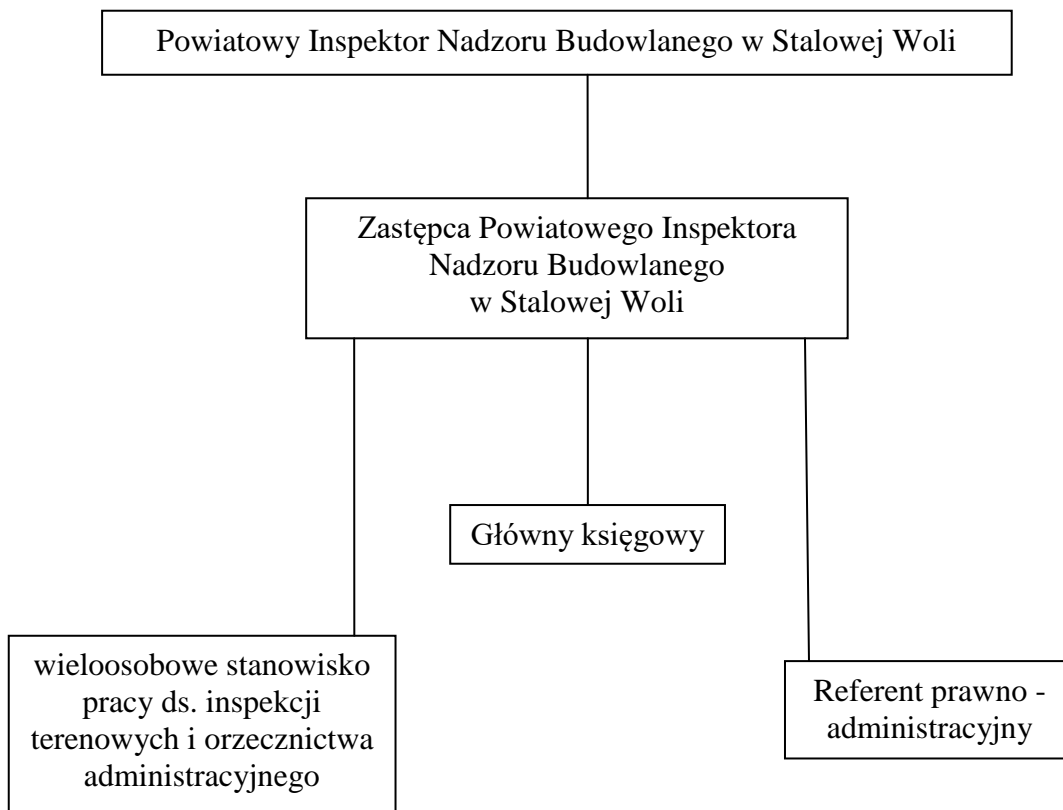 Powiatowy Inspektor Nadzoru Budowlanego w Stalowej Woli
Zastępca Powiatowego Inspektora
Nadzoru Budowlanego
w Stalowej Woli
Główny księgowy
wieloosobowe stanowisko
pracy ds. inspekcji
terenowych i orzecznictwa
administracyjnego
Referent prawno -
administracyjny